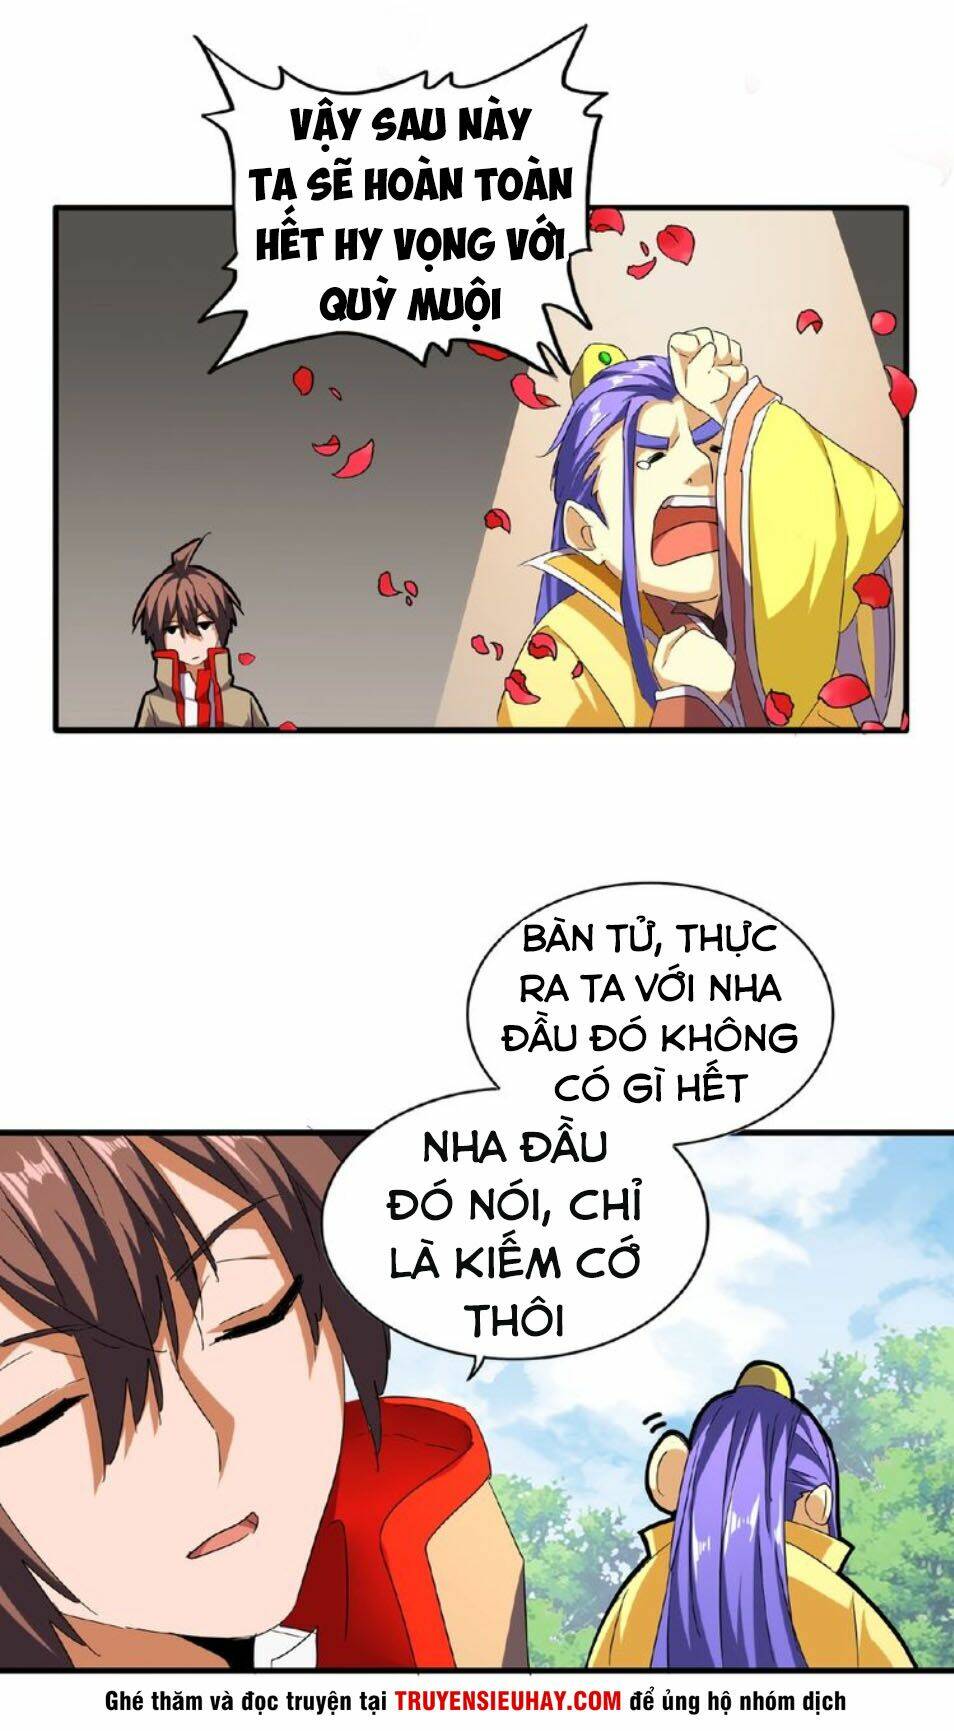 VẬY SAU NÀY
TA SẼ HOÀN TOÀN
HẾT HY VỌNG VỚI
QUỲ MUỘI
BÀN TỬ, THỰC
RA TA VỚI NHA
ĐẦU ĐÓ KHÔNG
CÓ GÌ HẾT
NHA ĐẦU
ĐÓ NÓI, CHỈ
LÀ KIẾM CỚ
THÔI
Ghé thăm và đọc truyện tại TRUYENSIEUHAY.COM để ủng hộ nhóm dịch